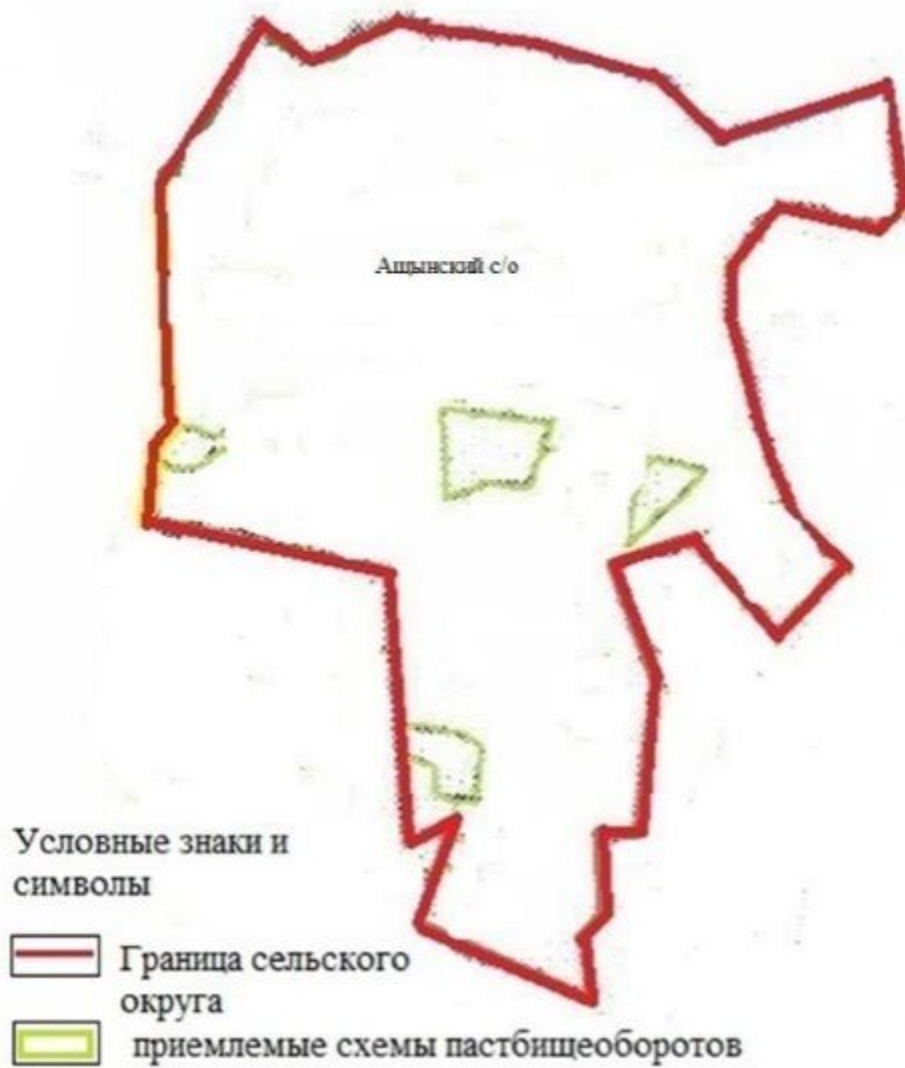 Ащынский с/о
Условные знаки и
символы
Граница сельского
округа
приемлемые схемы пастбищеоборотов